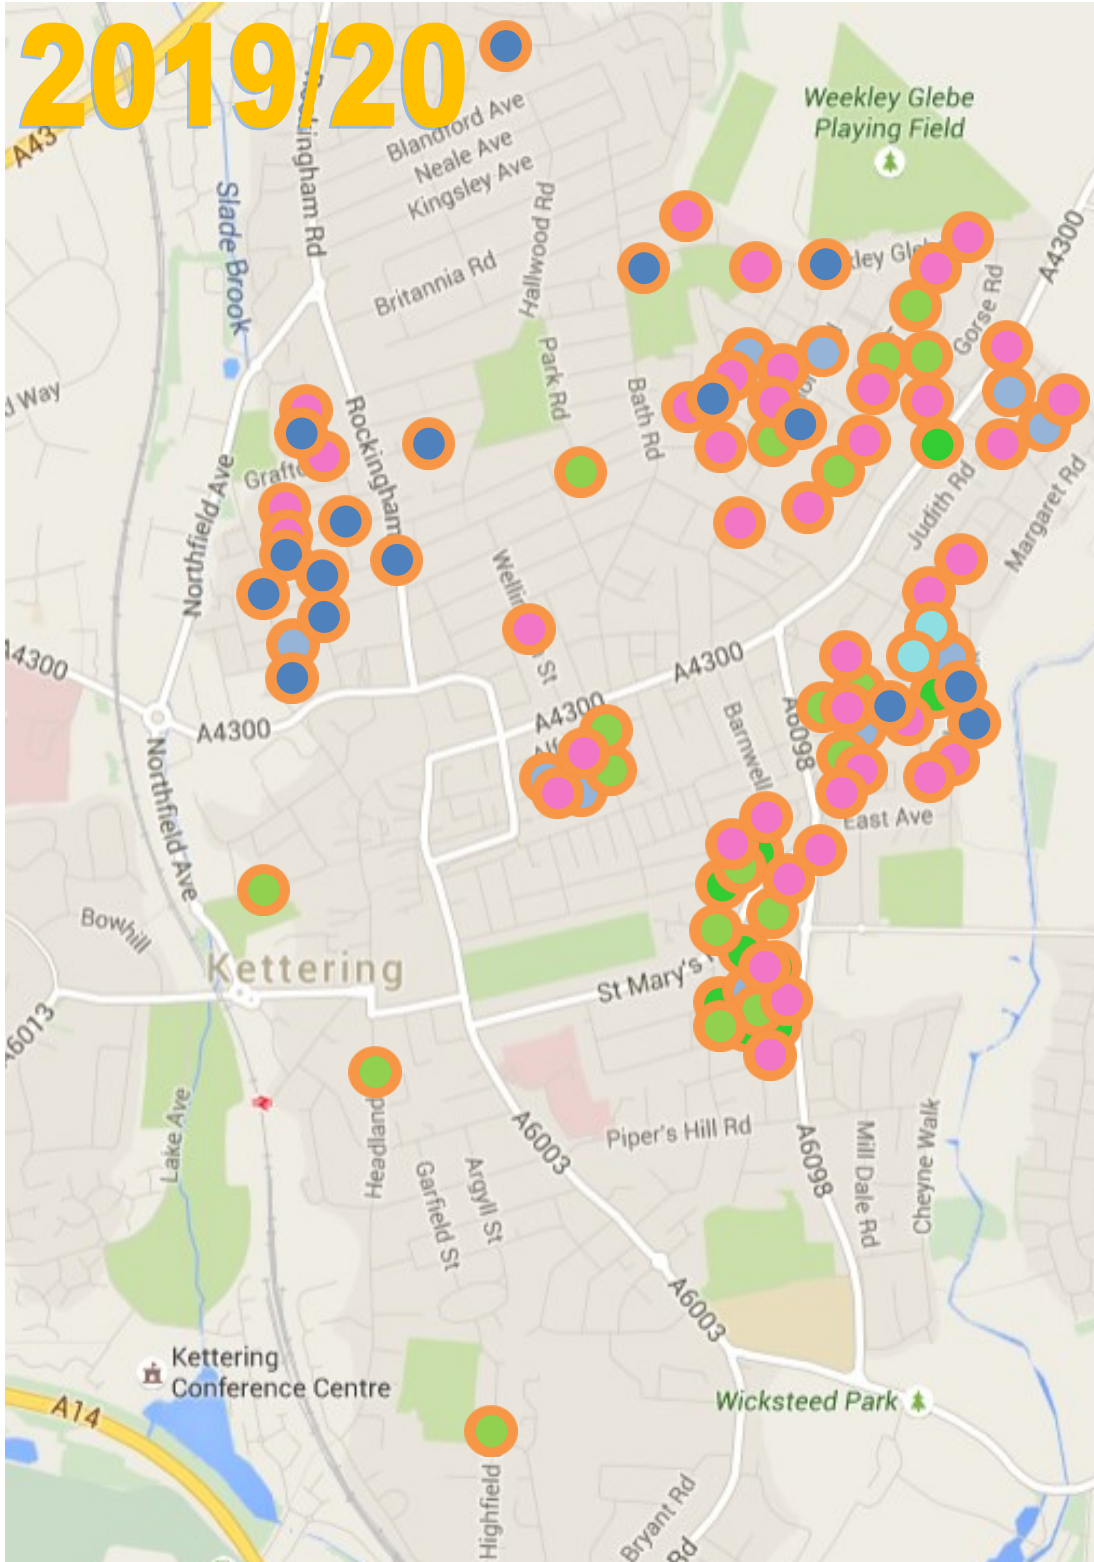 2019/20
A43
Rockingham Rd
Blandford Ave
Neale Ave
Kingsley Ave
Weekley Glebe
Playing Field
Slade Brook
Hallwood Rd
Britannia Rd
A4300
Gorse Rd
Park Rd
Bath Rd
Way
Rockingham
Northfield Ave
Judith Rd
Margaret Rd
St
A4300
A4300
A4300
A4300
Barnwell
A6098
Northfield Ave
East Ave
Bowhill
Kettering
St Mary's
A6013
Lake Ave
Headlands
A6003
Piper's Hill Rd
Argyll St
Garfield St
A6098
Mill Dale Rd
Cheyne Walk
A6003
Kettering
Conference Centre
A14
Wicksteed Park
Highfield
Bryant Rd
Rd